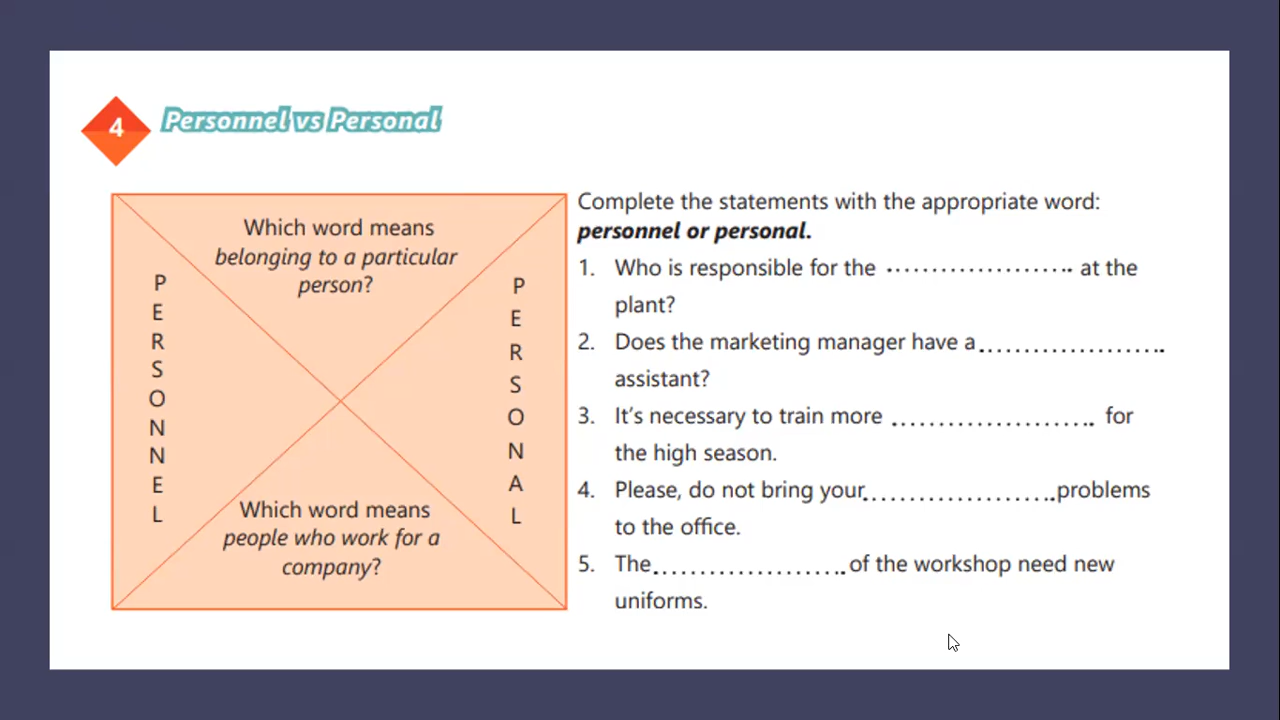 4
Personnel vs Personal
Which word means
belonging to a particular
person?
PERSONNEL
PERSONAL
Which word means
people who work for a
company?
Complete the statements with the appropriate word:
personnel or personal.
1. Who is responsible for the ..................... at the
plant?
2. Does the marketing manager have a.....................
assistant?
3. It's necessary to train more ..................... for
the high season.
4. Please, do not bring your.....................problems
to the office.
5. The.....................of the workshop need new
uniforms.